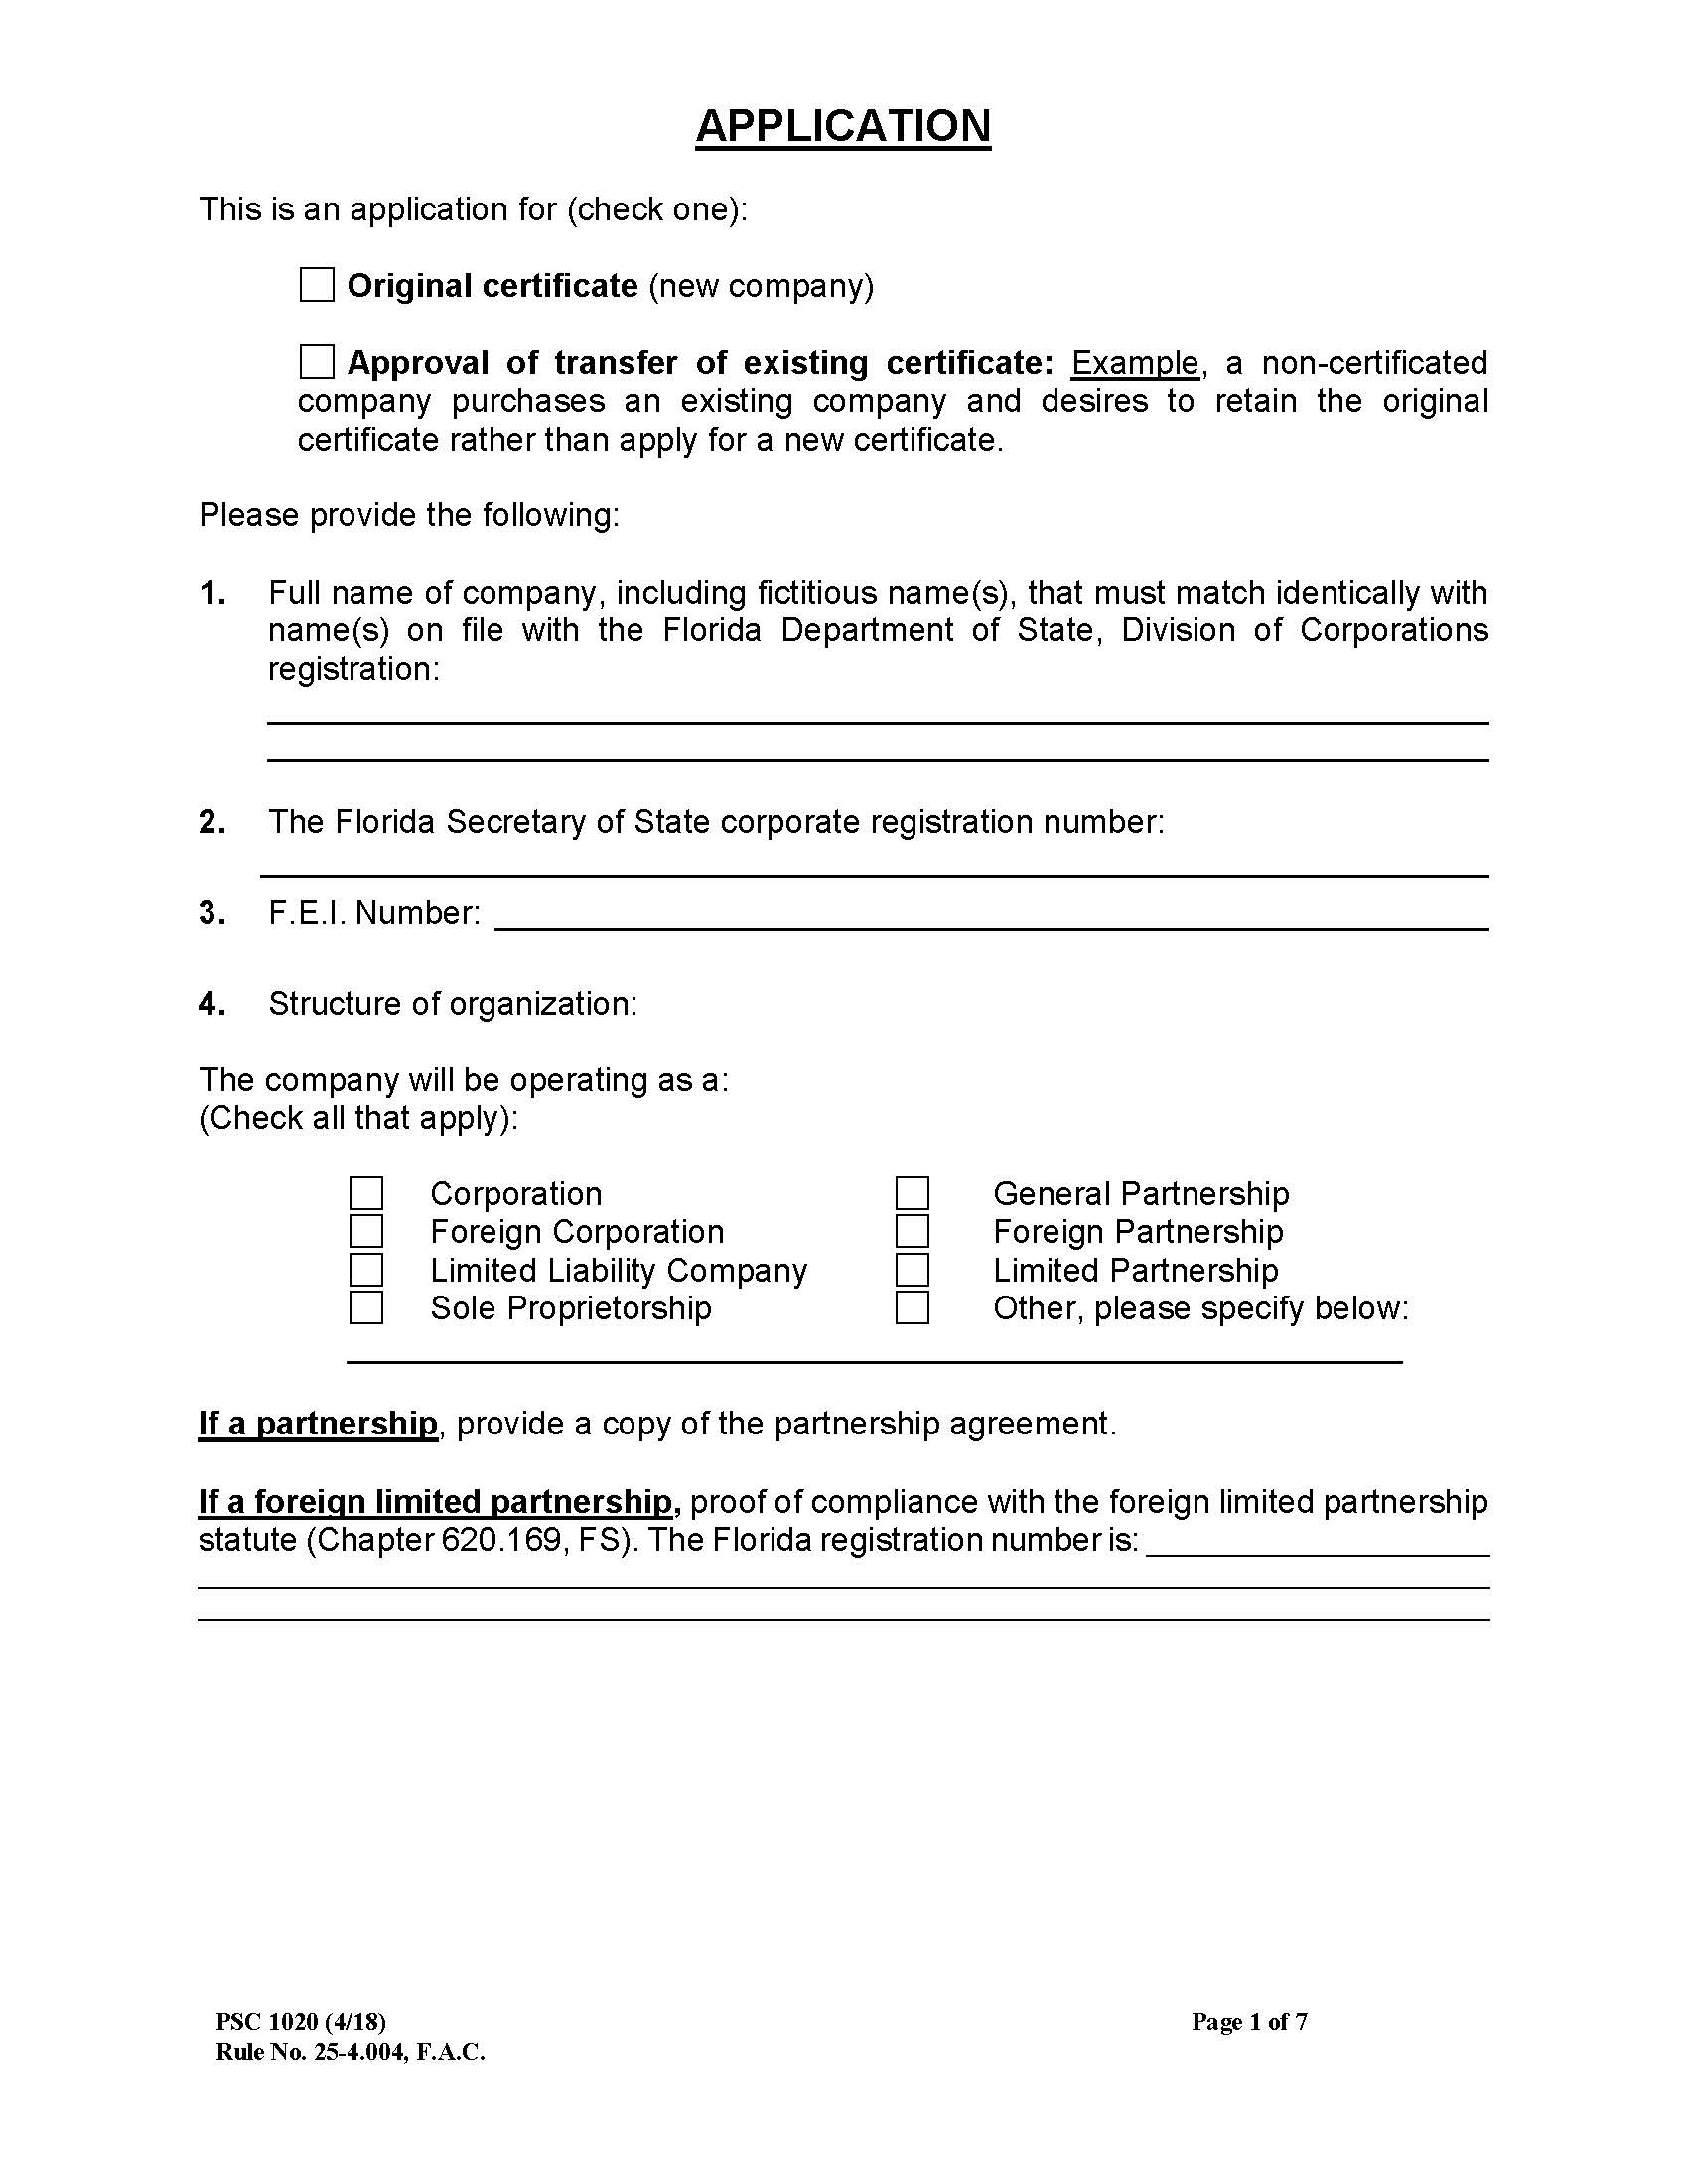 APPLICATION
This is an application for (check one):
Original certificate (new company)
Approval of transfer of existing certificate: Example, a non-certificated
company purchases an existing company and desires to retain the original
certificate rather than apply for a new certificate.
Please provide the following:
1. Full name of company, including fictitious name(s), that must match identically with
name(s) on file with the Florida Department of State, Division of Corporations
registration:
2. The Florida Secretary of State corporate registration number:
3. F.E.I. Number:
4. Structure of organization:
The company will be operating as a:
(Check all that apply):
Corporation General Partnership
Foreign Corporation Foreign Partnership
Limited Liability Company Limited Partnership
Sole Proprietorship Other, please specify below:
If a partnership, provide a copy of the partnership agreement.
If a foreign limited partnership, proof of compliance with the foreign limited partnership
statute (Chapter 620.169, FS). The Florida registration number is:
PSC 1020 (4/18) Page 1 of 7
Rule No. 25-4.004, F.A.C.